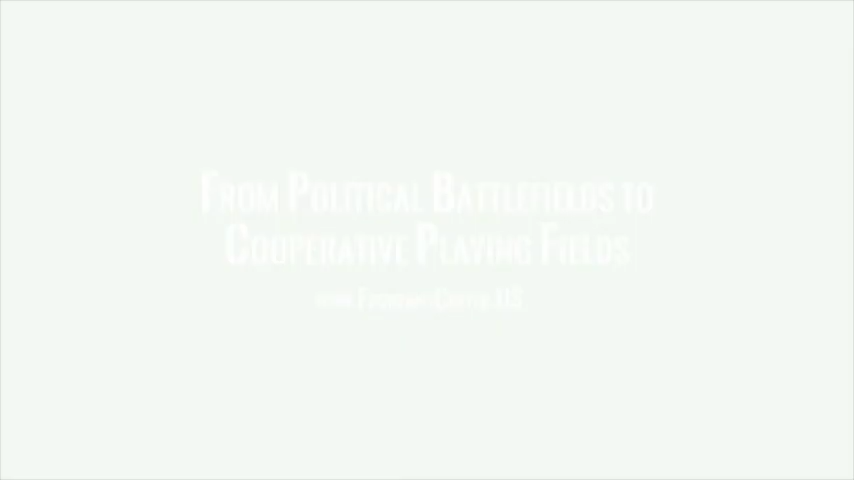 From Political Battlefields to
Cooperative Playing Fields